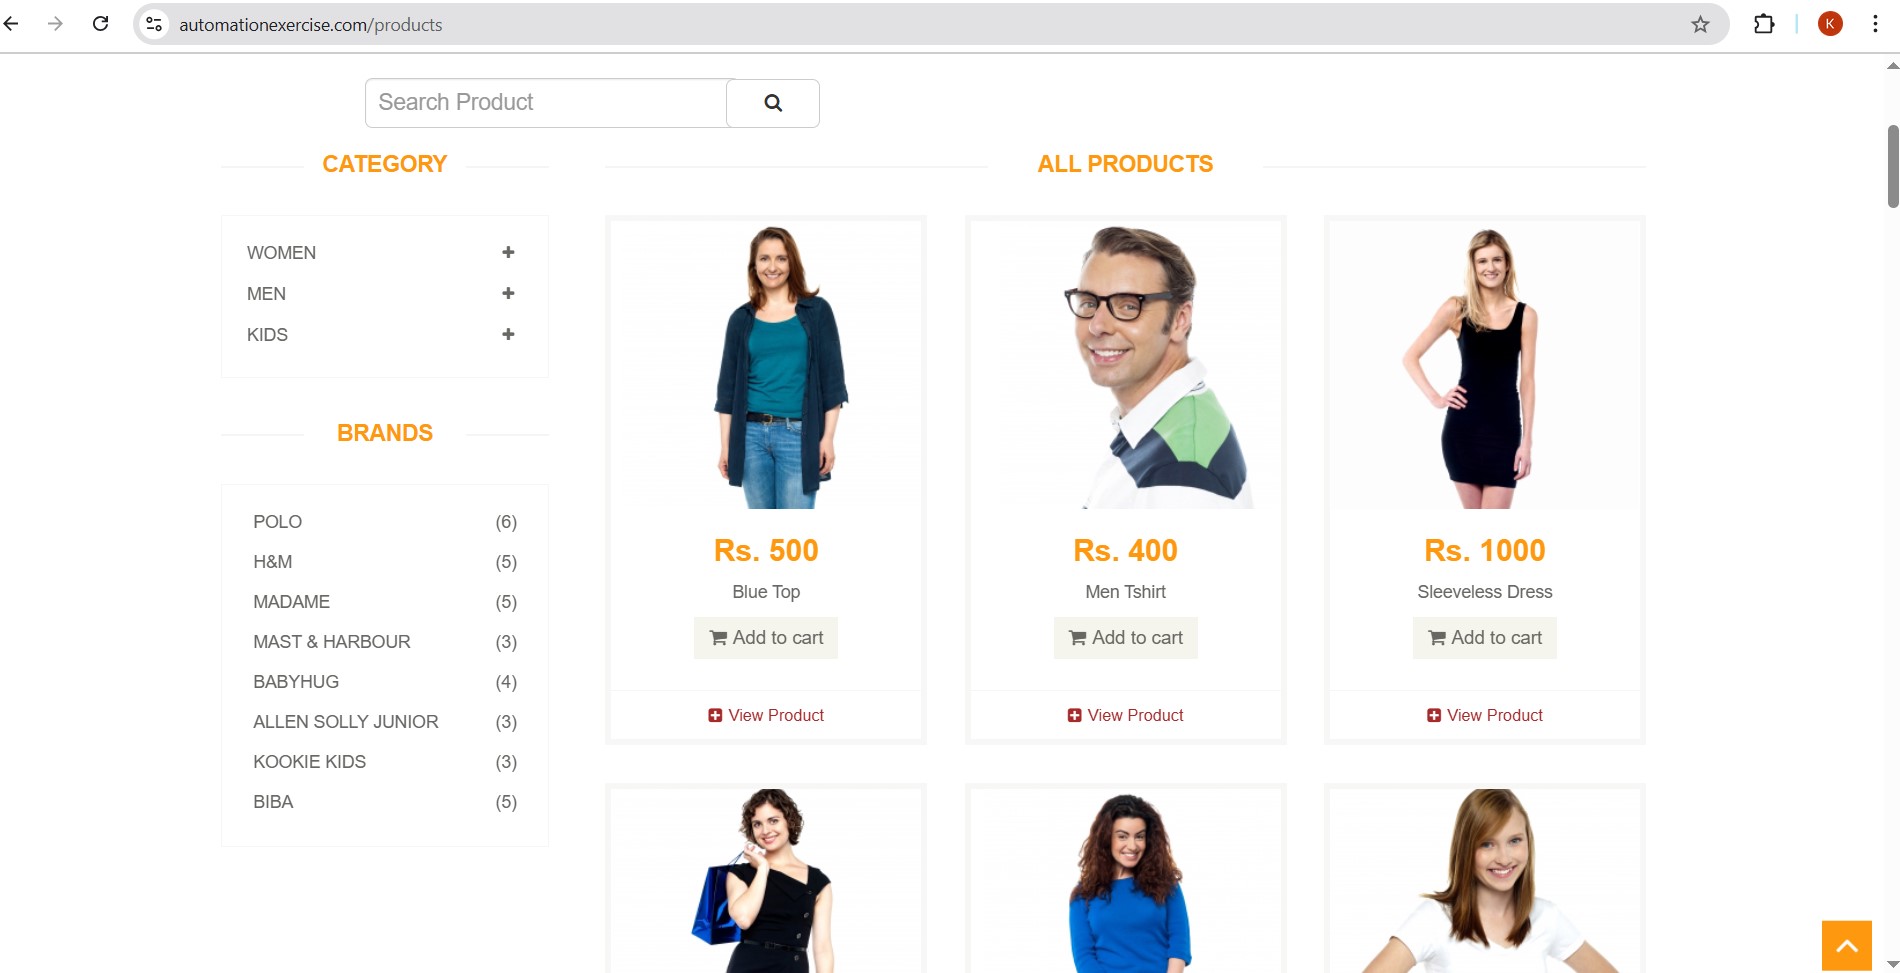 automationexercise.com/products
K
Search Product
CATEGORY
WOMEN
MEN
KIDS
BRANDS
POLO (6)
H&M (5)
MADAME (5)
MAST & HARBOUR (3)
BABYHUG (4)
ALLEN SOLLY JUNIOR (3)
KOOKIE KIDS (3)
BIBA (5)
ALL PRODUCTS
Rs. 500
Blue Top
Add to cart
View Product
Rs. 400
Men Tshirt
Add to cart
View Product
Rs. 1000
Sleeveless Dress
Add to cart
View Product